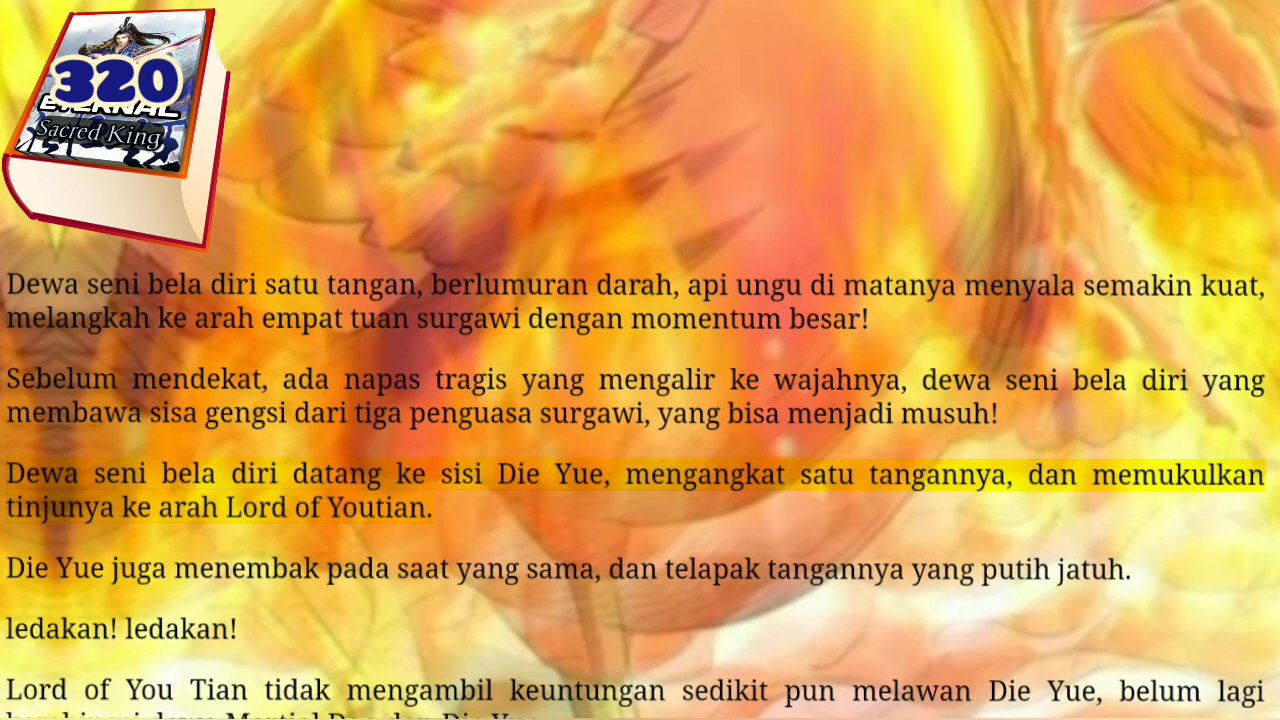 320
ETERNAL
Sacred King
Dewa seni bela diri satu tangan, berlumuran darah, api ungu di matanya menyala semakin kuat,
melangkah ke arah empat tuan surgawi dengan momentum besar!
Sebelum mendekat, ada napas tragis yang mengalir ke wajahnya, dewa seni bela diri yang
membawa sisa gengsi dari tiga penguasa surgawi, yang bisa menjadi musuh!
Dewa seni bela diri datang ke sisi Die Yue, mengangkat satu tangannya, dan memukulkan
tinjunya ke arah Lord of Youtian.
Die Yue juga menembak pada saat yang sama, dan telapak tangannya yang putih jatuh.
ledakan! ledakan!
Lord of You Tian tidak mengambil keuntungan sedikit pun melawan Die Yue, belum lagi